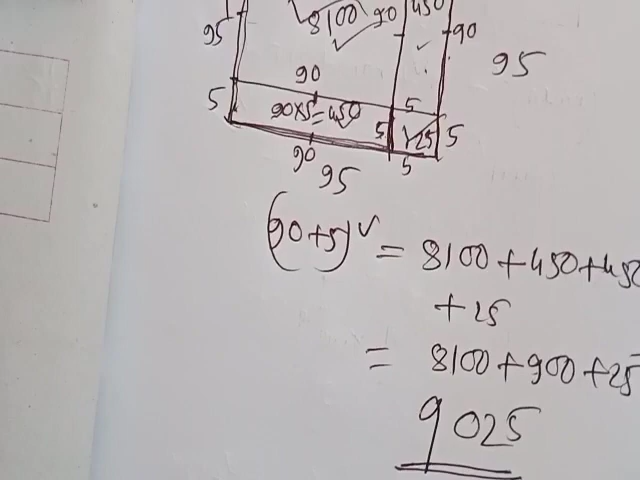 8100 90 450
95 90 95
90
5 90×5=450 5
5 25 5
90 5
95
(90+5)² = 8100+450+450
+25
= 8100+900+25
9025